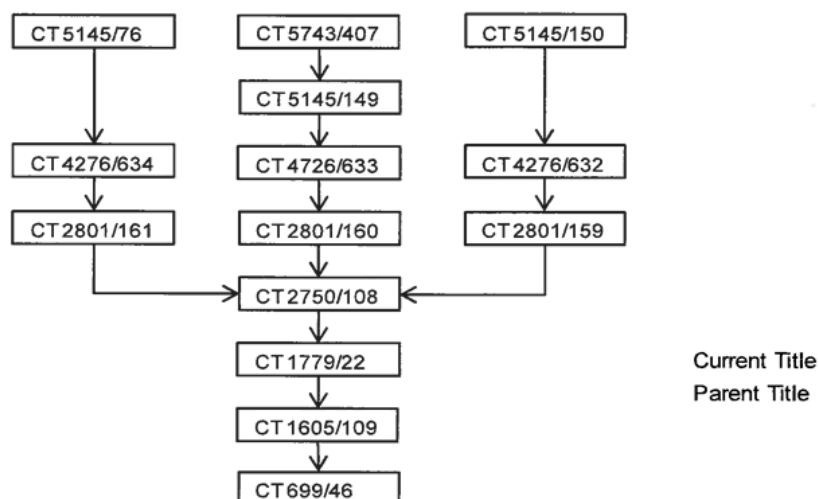 CT5145/76 CT5743/407 CT5145/150
CT5145/149
CT4276/634 CT4726/633 CT4276/632
CT2801/161 CT2801/160 CT2801/159
CT2750/108
CT1779/22
Current Title
CT1605/109
Parent Title
CT699/46